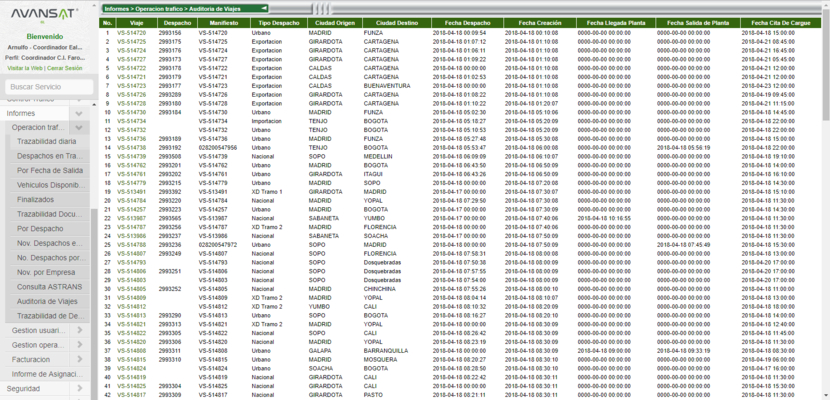 AVANSAT
Bienvenido
Arnulfo - Coordinador Eal...
Perfil: Coordinador C.I. Faro...
Visitar la Web | Cerrar Sesión
Buscar Servicio
Control Trafico
Informes
Operacion traf...
Trazabilidad diaria
Despachos en Tra...
Por Fecha de Salida
Vehiculos Disponib...
Finalizados
Trazabilidad Docu...
Por Despacho
Nov. Despachos e...
No. Despachos por...
Nov. por Empresa
Consulta ASTRANS
Auditoria de Viajes
Trazabilidad de De...
Gestion usuari...
Gestion opera...
Facturacion
Informe de Asignaci...
Seguridad
Informes > Operacion trafico > Auditoria de Viajes
No. Viaje Despacho Manifiesto Tipo Despacho Ciudad Origen Ciudad Destino Fecha Despacho Fecha Creación Fecha Llegada Planta Fecha Salida de Planta Fecha Cita De Cargue
1 VS-514720 2993156 VS-514720 Urbano MADRID FUNZA 2018-04-18 00:09:54 2018-04-18 00:10:08 0000-00-00 00:00:00 0000-00-00 00:00:00 2018-04-18 15:00:00
2 VS-514725 2993175 VS-514725 Exportacion GIRARDOTA CARTAGENA 2018-04-18 01:07:12 2018-04-18 01:10:08 0000-00-00 00:00:00 0000-00-00 00:00:00 2018-04-21 08:45:00
3 VS-514726 2993176 VS-514724 Exportacion GIRARDOTA CARTAGENA 2018-04-18 01:06:14 2018-04-18 01:10:08 0000-00-00 00:00:00 0000-00-00 00:00:00 2018-04-21 16:45:00
4 VS-514727 2993177 VS-514727 Exportacion GIRARDOTA CARTAGENA 2018-04-18 01:09:22 2018-04-18 01:10:08 0000-00-00 00:00:00 0000-00-00 00:00:00 2018-04-21 05:45:00
5 VS-514722 2993178 VS-514722 Exportacion CALDAS CARTAGENA 2018-04-18 00:00:00 2018-04-18 01:10:08 0000-00-00 00:00:00 0000-00-00 00:00:00 2018-04-21 12:00:00
6 VS-514721 2993179 VS-514721 Exportacion CALDAS CARTAGENA 2018-04-18 01:02:53 2018-04-18 01:10:08 0000-00-00 00:00:00 0000-00-00 00:00:00 2018-04-21 12:00:00
7 VS-514723 2993177 VS-514723 Exportacion CALDAS BUENAVENTURA 2018-04-18 00:00:00 2018-04-18 01:10:08 0000-00-00 00:00:00 0000-00-00 00:00:00 2018-04-23 12:00:00
8 VS-514726 2993269 VS-514726 Exportacion GIRARDOTA CARTAGENA 2018-04-18 01:08:22 2018-04-18 01:10:08 0000-00-00 00:00:00 0000-00-00 00:00:00 2018-04-19 09:45:00
9 VS-514728 2993180 VS-514728 Exportacion GIRARDOTA CARTAGENA 2018-04-18 01:10:22 2018-04-18 01:20:07 0000-00-00 00:00:00 0000-00-00 00:00:00 2018-04-21 11:15:00
10 VS-514730 2993184 VS-514730 Urbano MADRID FUNZA 2018-04-18 05:02:30 2018-04-18 05:10:06 0000-00-00 00:00:00 0000-00-00 00:00:00 2018-04-18 14:45:00
11 VS-514734 VS-514734 Importacion TENJO BOGOTA 2018-04-18 05:18:27 2018-04-18 05:20:09 0000-00-00 00:00:00 0000-00-00 00:00:00 2018-04-18 22:00:00
12 VS-514732 VS-514732 Urbano TENJO BOGOTA 2018-04-18 05:10:53 2018-04-18 05:20:09 0000-00-00 00:00:00 0000-00-00 00:00:00 2018-04-18 22:00:00
13 VS-514736 2993189 VS-514736 Urbano MADRID FUNZA 2018-04-18 05:27:48 2018-04-18 05:30:08 0000-00-00 00:00:00 0000-00-00 00:00:00 2018-04-18 15:00:00
14 VS-514738 2993192 028200547956 Urbano TENJO BOGOTA 2018-04-18 05:53:47 2018-04-18 06:00:08 0000-00-00 00:00:00 2018-04-18 05:56:19 2018-04-18 22:00:00
15 VS-514739 2993508 VS-514739 Nacional SOPO MEDELLIN 2018-04-18 06:09:09 2018-04-18 06:10:07 0000-00-00 00:00:00 0000-00-00 00:00:00 2018-04-18 19:10:00
16 VS-514762 2993201 VS-514762 Urbano MADRID BOGOTA 2018-04-18 06:43:50 2018-04-18 06:50:09 0000-00-00 00:00:00 0000-00-00 00:00:00 2018-04-18 14:00:00
17 VS-514761 2993202 VS-514761 Urbano GIRARDOTA ITAGUI 2018-04-18 06:43:26 2018-04-18 06:50:10 0000-00-00 00:00:00 0000-00-00 00:00:00 2018-04-18 16:10:00
18 VS-514779 2993215 VS-514779 Urbano MADRID SOPO 2018-04-18 00:00:00 2018-04-18 07:20:08 0000-00-00 00:00:00 0000-00-00 00:00:00 2018-04-18 14:30:00
19 VS-513491 2993392 VS-513491 XD Tramo 1 GIRARDOTA MADRID 2018-04-17 00:00:00 2018-04-18 07:30:07 0000-00-00 00:00:00 0000-00-00 00:00:00 2018-04-18 15:10:00
20 VS-514794 2993220 VS-514794 Nacional MADRID YOPAL 2018-04-18 07:29:50 2018-04-18 07:30:08 0000-00-00 00:00:00 0000-00-00 00:00:00 2018-04-18 11:30:00
21 VS-514257 2993223 VS-514257 Urbano MADRID BOGOTA 2018-04-17 00:00:00 2018-04-18 07:30:08 0000-00-00 00:00:00 0000-00-00 00:00:00 2018-04-18 14:30:00
22 VS-513987 2993565 VS-513987 Nacional SABANETA YUMBO 2018-04-17 00:00:00 2018-04-18 07:40:06 2018-04-18 10:16:55 0000-00-00 00:00:00 2018-04-18 11:30:00
23 VS-514787 2993256 VS-514787 XD Tramo 2 MADRID FLORENCIA 2018-04-18 00:00:00 2018-04-18 07:40:06 0000-00-00 00:00:00 0000-00-00 00:00:00 2018-04-18 11:30:00
24 VS-513986 2993237 VS-513986 Nacional SABANETA SOACHA 2018-04-17 00:00:00 2018-04-18 07:50:09 0000-00-00 00:00:00 0000-00-00 00:00:00 2018-04-18 11:30:00
25 VS-514788 2993236 028200547972 Urbano SOPO MADRID 2018-04-18 00:00:00 2018-04-18 07:50:09 0000-00-00 00:00:00 2018-04-18 07:45:49 2018-04-18 15:30:00
26 VS-514807 2993249 VS-514807 Nacional SOPO FLORENCIA 2018-04-18 07:58:31 2018-04-18 08:00:08 0000-00-00 00:00:00 0000-00-00 00:00:00 2018-04-18 13:00:00
27 VS-514793 VS-514793 Nacional SOPO Dosquebradas 2018-04-18 07:50:38 2018-04-18 08:00:09 0000-00-00 00:00:00 0000-00-00 00:00:00 2018-04-20 17:00:00
28 VS-514806 2993251 VS-514806 Nacional SOPO Dosquebradas 2018-04-18 07:57:55 2018-04-18 08:00:09 0000-00-00 00:00:00 0000-00-00 00:00:00 2018-04-20 17:00:00
29 VS-514803 VS-514803 Nacional SOPO Dosquebradas 2018-04-18 07:54:00 2018-04-18 08:00:09 0000-00-00 00:00:00 0000-00-00 00:00:00 2018-04-20 17:00:00
30 VS-514805 2993252 VS-514805 Nacional MADRID CHINCHINA 2018-04-18 07:55:26 2018-04-18 08:00:10 0000-00-00 00:00:00 0000-00-00 00:00:00 2018-04-18 11:00:00
31 VS-514809 VS-514809 XD Tramo 2 MADRID YOPAL 2018-04-18 08:04:14 2018-04-18 08:10:07 0000-00-00 00:00:00 0000-00-00 00:00:00 2018-04-18 13:00:00
32 VS-514812 VS-514812 XD Tramo 2 YUMBO CALI 2018-04-18 08:10:32 2018-04-18 08:20:09 0000-00-00 00:00:00 0000-00-00 00:00:00 2018-04-18 18:00:00
33 VS-514813 2993290 VS-514813 Urbano SOPO BOGOTA 2018-04-18 08:16:27 2018-04-18 08:20:10 0000-00-00 00:00:00 0000-00-00 00:00:00 2018-04-18 14:00:00
34 VS-514821 2993313 VS-514821 XD Tramo 2 MADRID YOPAL 2018-04-18 00:00:00 2018-04-18 08:30:08 0000-00-00 00:00:00 0000-00-00 00:00:00 2018-04-18 12:40:00
35 VS-514822 2993305 VS-514822 Nacional SOPO CALI 2018-04-18 08:26:42 2018-04-18 08:30:09 0000-00-00 00:00:00 0000-00-00 00:00:00 2018-04-18 11:45:00
36 VS-514820 2993306 VS-514820 Nacional SOPO YOPAL 2018-04-18 08:23:19 2018-04-18 08:30:09 0000-00-00 00:00:00 0000-00-00 00:00:00 2018-04-18 11:30:00
37 VS-514808 2993311 VS-514808 Urbano GALAPA BARRANQUILLA 2018-04-18 00:00:00 2018-04-18 08:30:11 2018-04-18 09:00:00 2018-04-18 09:33:19 2018-04-18 08:30:00
38 VS-514815 2993310 VS-514815 Urbano MADRID MOSQUERA 2018-04-18 08:20:27 2018-04-18 08:30:10 0000-00-00 00:00:00 0000-00-00 00:00:00 2018-04-19 06:00:00
39 VS-514824 VS-514824 Urbano SOACHA BOGOTA 2018-04-18 08:28:50 2018-04-18 08:30:10 0000-00-00 00:00:00 0000-00-00 00:00:00 2018-04-17 16:00:00
40 VS-514819 VS-514819 Nacional GIRARDOTA CALI 2018-04-18 08:22:42 2018-04-18 08:30:11 0000-00-00 00:00:00 0000-00-00 00:00:00 2018-04-18 11:30:00
41 VS-514825 2993304 VS-514825 Nacional GIRARDOTA CALI 2018-04-18 00:00:00 2018-04-18 08:30:11 0000-00-00 00:00:00 0000-00-00 00:00:00 2018-04-18 15:30:00
42 VS-514817 2993309 VS-514817 Nacional GIRARDOTA PASTO 2018-04-18 08:21:11 2018-04-18 08:30:11 0000-00-00 00:00:00 0000-00-00 00:00:00 2018-04-18 11:30:00